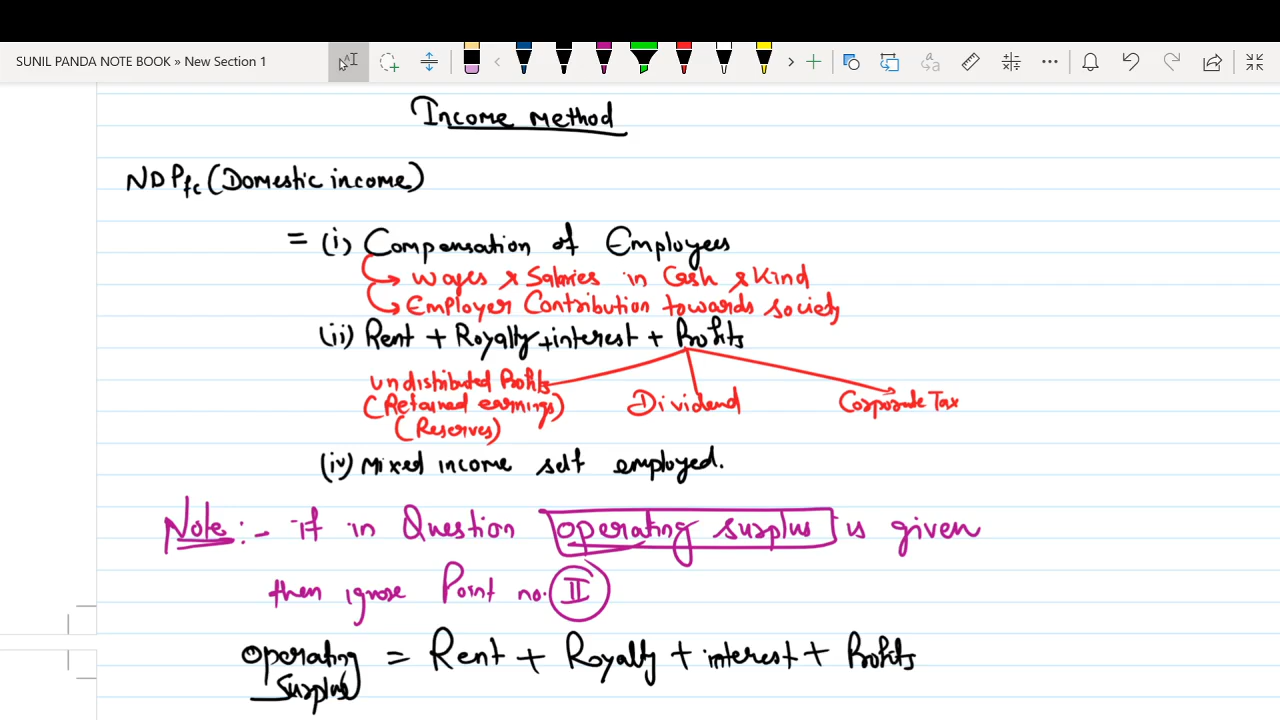 SUNIL PANDA NOTE BOOK » New Section 1
Income method
NDPfc (Domestic income)
= (i) Compensation of Employees
→ wages & Salaries in Cash & Kind
→ Employer Contribution towards society
(ii) Rent + Royalty + interest + Profits
undistributed Profits
(Retained earnings)
(Reserves)
Dividend
Corporate Tax
(iv) Mixed income self employed.
Note:- if in Question operating surplus is given
then ignore Point no. II
operating surplus = Rent + Royalty + interest + Profits